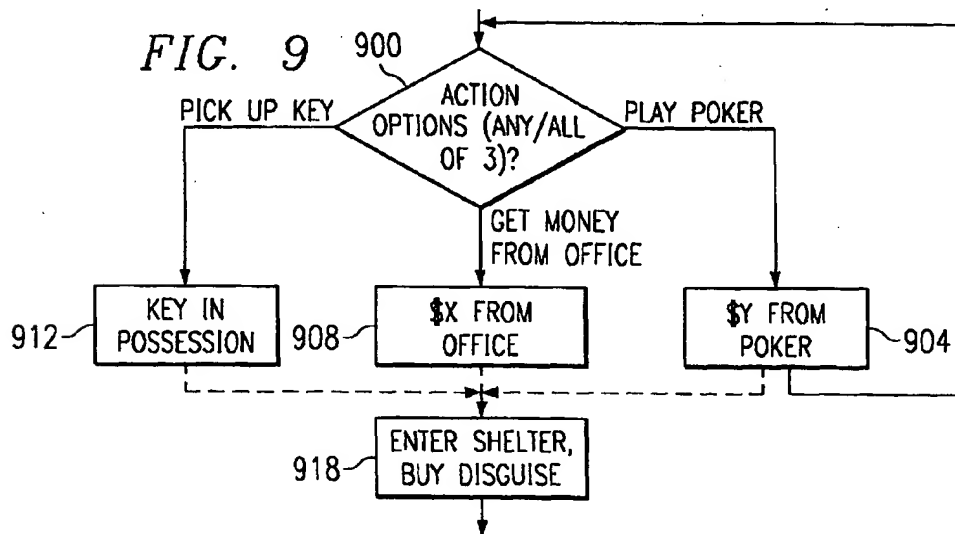 FIG. 9
900
ACTION
OPTIONS (ANY/ALL
OF 3)?
PICK UP KEY
PLAY POKER
GET MONEY
FROM OFFICE
912
KEY IN
POSSESSION
908
$X FROM
OFFICE
$Y FROM
POKER
904
918
ENTER SHELTER,
BUY DISGUISE